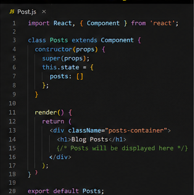 Post.js
1 import React, { Component } from 'react';
2
3 class Posts extends Component {
4 constructor(props) {
5 super(props);
6 this.state = {
7 posts: []
8 };
9 }
10
11 render() {
12 return (
13 <div className="posts-container">
14 <h1>Blog Posts</h1>
15 {/* Posts will be displayed here */}
16 </div>
17 );
18 }
19
20 export default Posts;